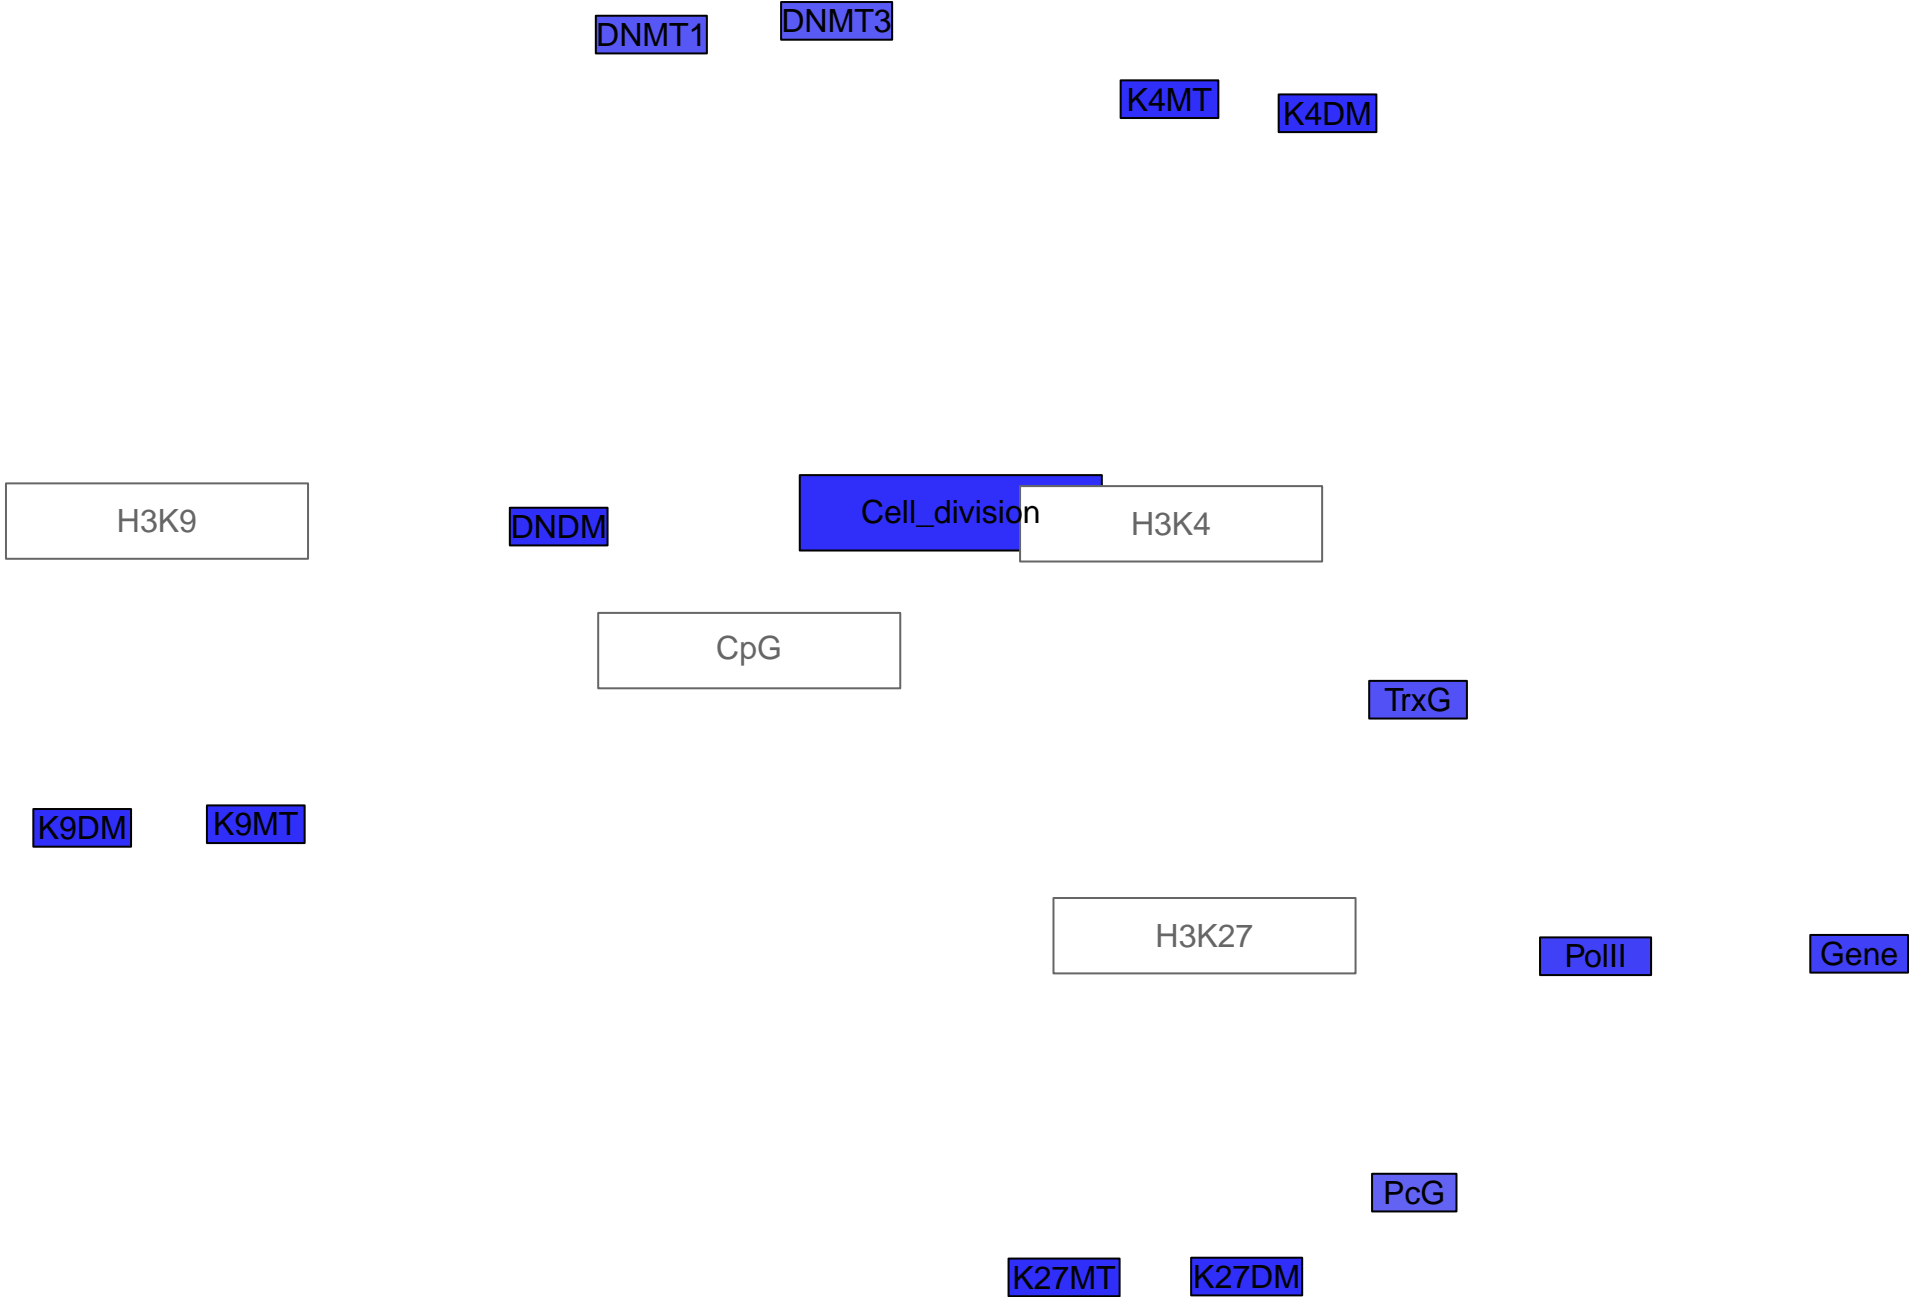 DNMT1
DNMT3
K4MT
K4DM
H3K9
DNDM
Cell_division
H3K4
CpG
TrxG
K9DM
K9MT
H3K27
PolII
Gene
PcG
K27MT
K27DM